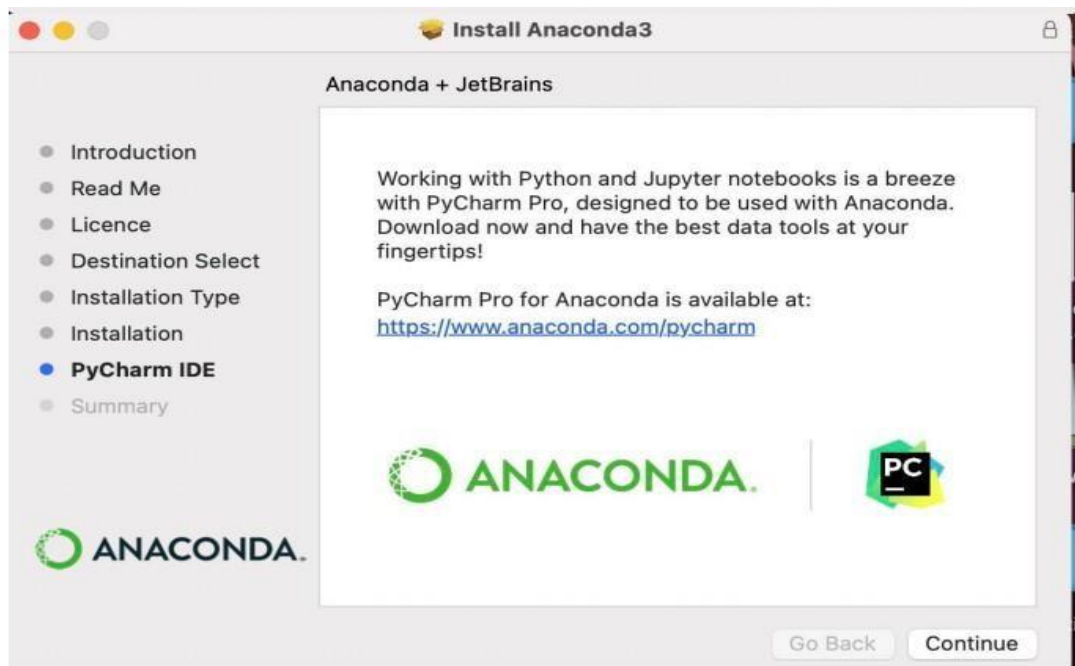 Install Anaconda3
Anaconda + JetBrains
Introduction
Read Me
Licence
Destination Select
Installation Type
Installation
PyCharm IDE
Summary
ANACONDA.
Working with Python and Jupyter notebooks is a breeze
with PyCharm Pro, designed to be used with Anaconda.
Download now and have the best data tools at your
fingertips!
PyCharm Pro for Anaconda is available at:
https://www.anaconda.com/pycharm
ANACONDA.
PC
Go Back
Continue